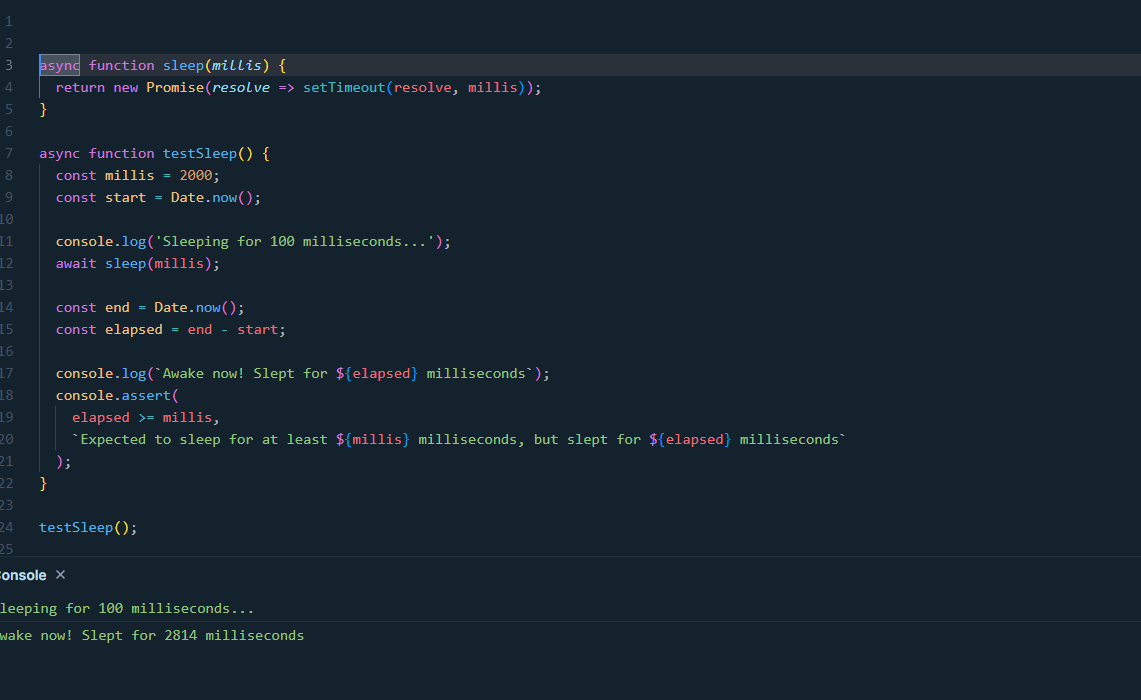 1
2
3 async function sleep(millis) {
4 return new Promise(resolve => setTimeout(resolve, millis));
5 }
6
7 async function testSleep() {
8 const millis = 2000;
9 const start = Date.now();
10
11 console.log('Sleeping for 100 milliseconds...');
12 await sleep(millis);
13
14 const end = Date.now();
15 const elapsed = end - start;
16
17 console.log(`Awake now! Slept for ${elapsed} milliseconds`);
18 console.assert(
19 elapsed >= millis,
20 `Expected to sleep for at least ${millis} milliseconds, but slept for ${elapsed} milliseconds`
21 );
22 }
23
24 testSleep();
25
onsole ×
leeping for 100 milliseconds...
wake now! Slept for 2814 milliseconds